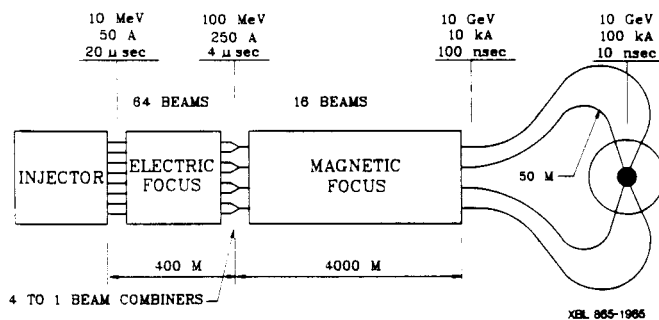 10 MeV
50 A
20 μsec
100 MeV
250 A
4 μsec
10 GeV
10 kA
100 nsec
10 GeV
100 kA
10 nsec
64 BEAMS
16 BEAMS
INJECTOR
ELECTRIC
FOCUS
MAGNETIC
FOCUS
50 M
400 M
4000 M
4 TO 1 BEAM COMBINERS
XBL 865-1965